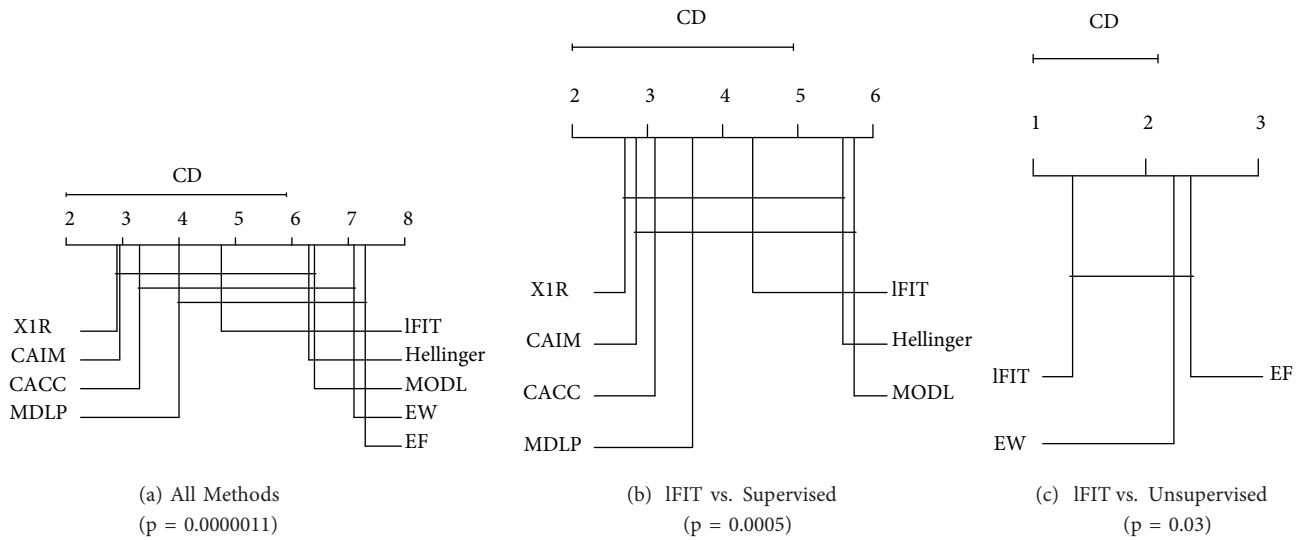 CD
2 3 4 5 6 7 8
X1R
CAIM
CACC
MDLP
lFIT
Hellinger
MODL
EW
EF
(a) All Methods
(p = 0.0000011)
CD
2 3 4 5 6
X1R
CAIM
CACC
MDLP
lFIT
Hellinger
MODL
(b) lFIT vs. Supervised
(p = 0.0005)
CD
1 2 3
lFIT
EW
EF
(c) lFIT vs. Unsupervised
(p = 0.03)